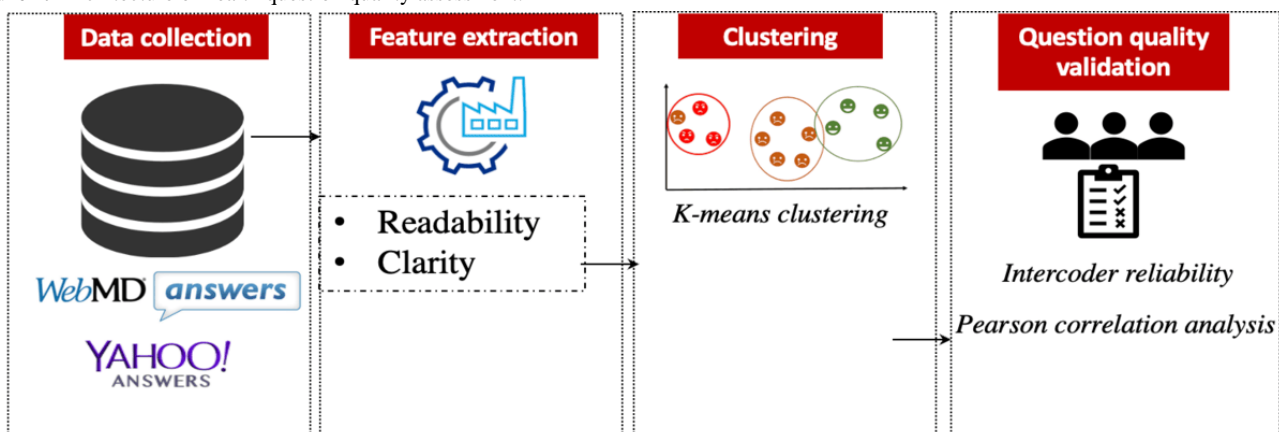 Data collection
WebMD answers
YAHOO!
ANSWERS
Feature extraction
• Readability
• Clarity
Clustering
K-means clustering
Question quality
validation
Intercoder reliability
Pearson correlation analysis